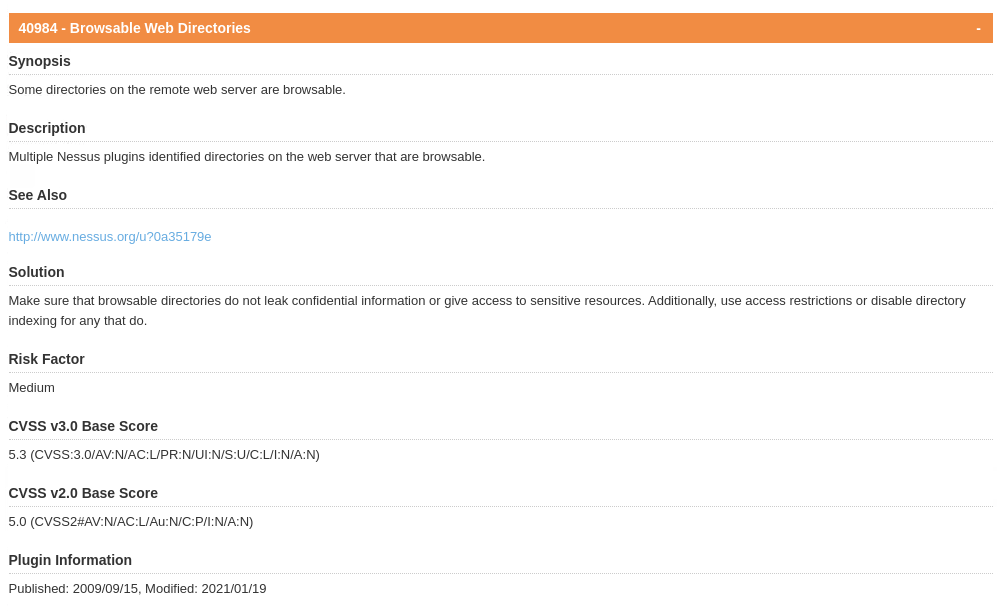 40984 - Browsable Web Directories -
Synopsis
Some directories on the remote web server are browsable.
Description
Multiple Nessus plugins identified directories on the web server that are browsable.
See Also
http://www.nessus.org/u?0a35179e
Solution
Make sure that browsable directories do not leak confidential information or give access to sensitive resources. Additionally, use access restrictions or disable directory
indexing for any that do.
Risk Factor
Medium
CVSS v3.0 Base Score
5.3 (CVSS:3.0/AV:N/AC:L/PR:N/UI:N/S:U/C:L/I:N/A:N)
CVSS v2.0 Base Score
5.0 (CVSS2#AV:N/AC:L/Au:N/C:P/I:N/A:N)
Plugin Information
Published: 2009/09/15, Modified: 2021/01/19